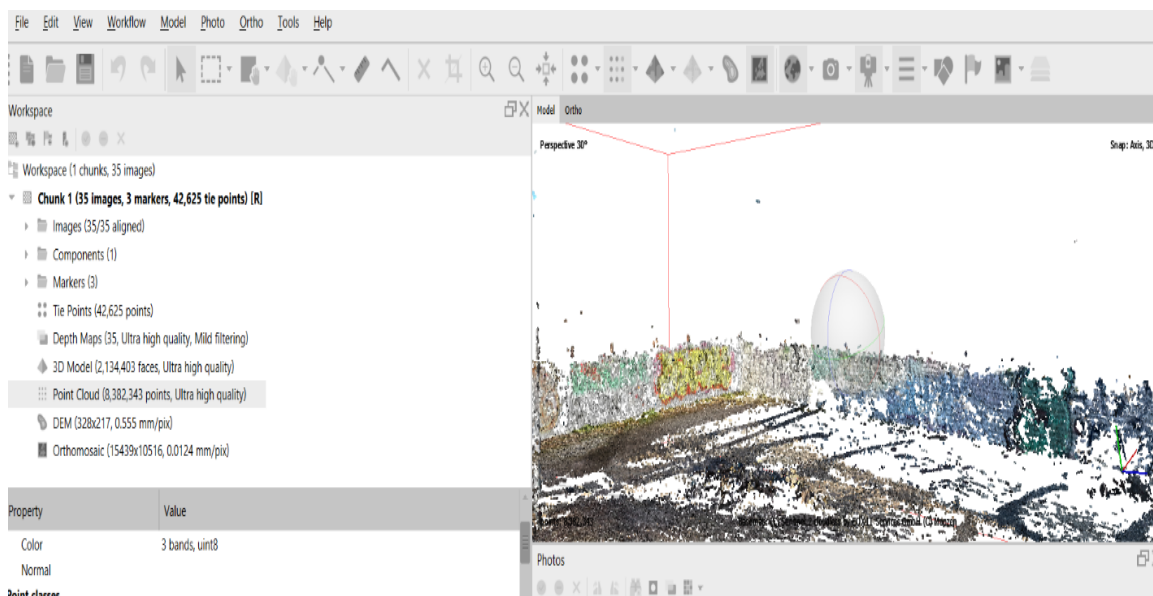 File Edit View Workflow Model Photo Ortho Tools Help
Workspace
Model Ortho
Perspective 30°
Snap: Axis, 3D
Workspace (1 chunks, 35 images)
Chunk 1 (35 images, 3 markers, 42,625 tie points) [R]
Images (35/35 aligned)
Components (1)
Markers (3)
Tie Points (42,625 points)
Depth Maps (35, Ultra high quality, Mild filtering)
3D Model (2,134,403 faces, Ultra high quality)
Point Cloud (8,382,343 points, Ultra high quality)
DEM (328x217, 0.555 mm/pix)
Orthomosaic (15439x10516, 0.0124 mm/pix)
Property Value
Color 3 bands, uint8
Normal
Point classes
Photos